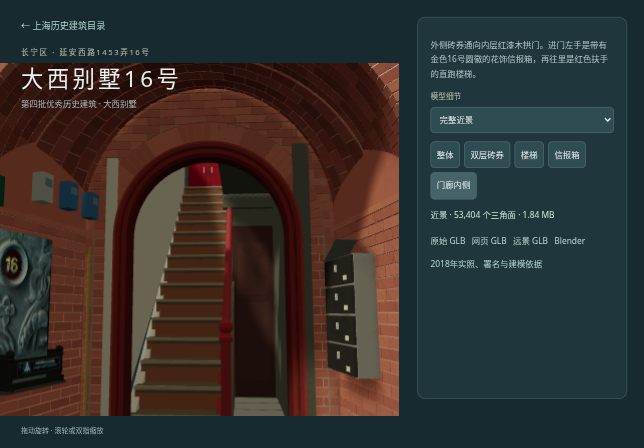 ← 上海历史建筑目录
长宁区 · 延安西路1453弄16号
大西别墅16号
第四批优秀历史建筑 · 大西别墅
16
拖动旋转 · 滚轮或双指缩放
外侧砖券通向内层红漆木拱门。进门左手是带有
金色16号圆徽的花饰信报箱，再往里是红色扶手
的直跑楼梯。
模型细节
完整近景
整体 双层砖券 楼梯 信报箱
门廊内侧
近景 · 53,404 个三角面 · 1.84 MB
原始 GLB 网页 GLB 远景 GLB Blender
2018年实照、署名与建模依据